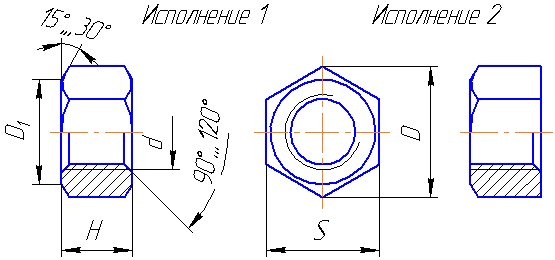 Исполнение 1
Исполнение 2
15°...30°
D₁
d
90°...120°
D
H
S